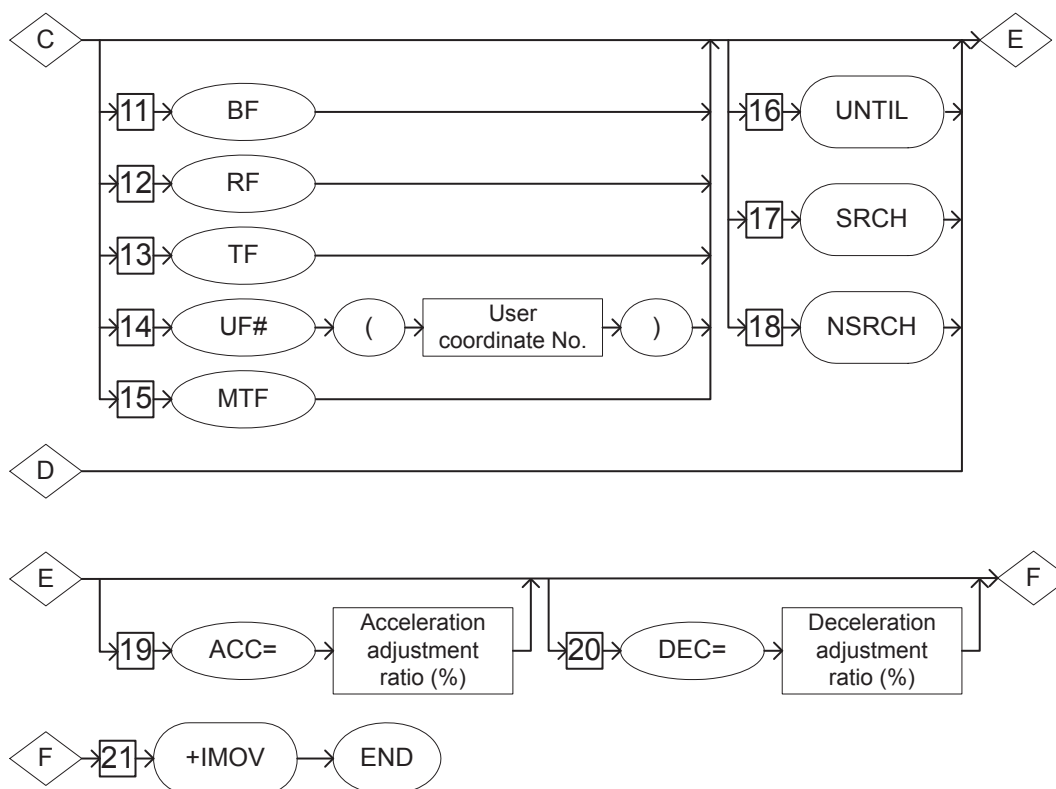 C
E
11 BF
16 UNTIL
12 RF
17 SRCH
13 TF
14 UF# ( User
coordinate No. )
18 NSRCH
15 MTF
D
E
F
19 ACC= Acceleration
adjustment
ratio (%)
20 DEC= Deceleration
adjustment
ratio (%)
F 21 +IMOV END